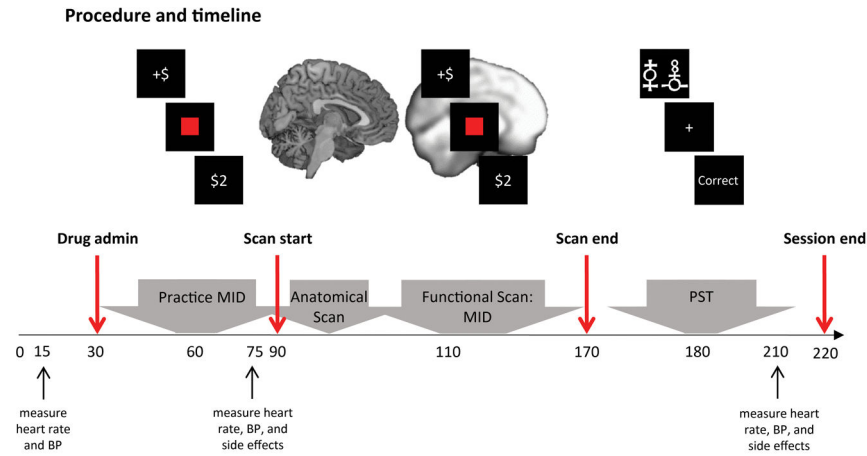 Procedure and timeline
+$
+$
$2
$2
+
Correct
Drug admin
Scan start
Scan end
Session end
Practice MID
Anatomical
Scan
Functional Scan:
MID
PST
0 15 30 60 75 90 110 170 180 210 220
measure
heart rate
and BP
measure heart
rate, BP, and
side effects
measure heart
rate, BP, and
side effects